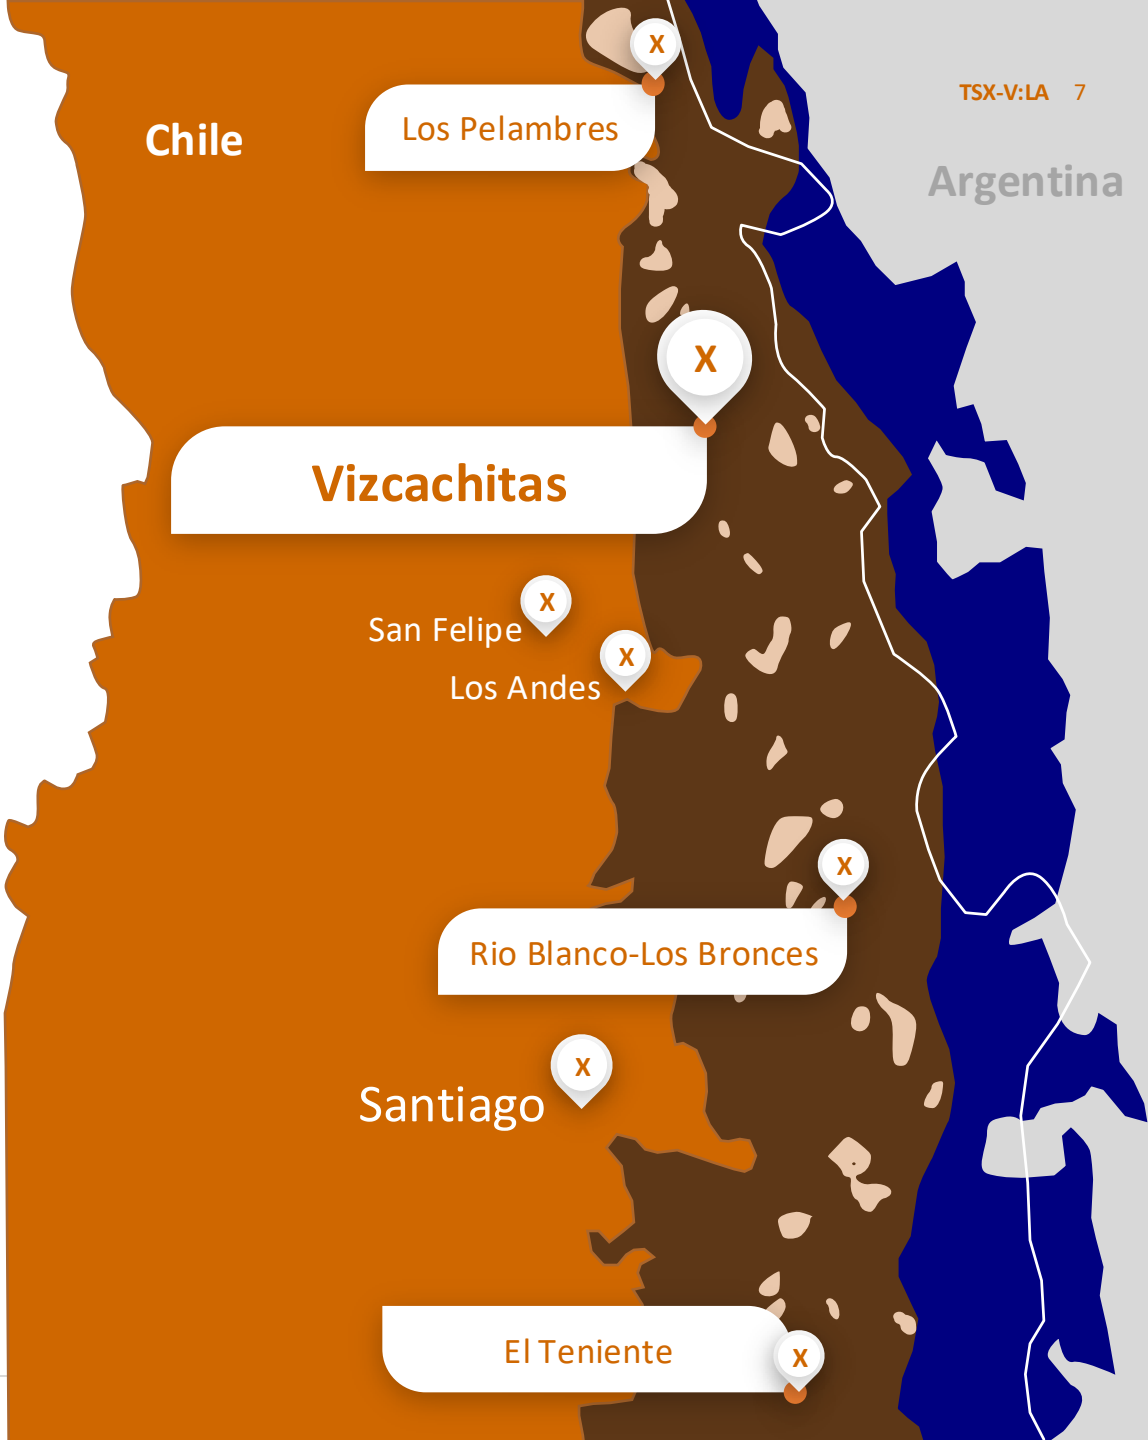 X
TSX-V:LA 7
Los Pelambres
Chile
Argentina
X
Vizcachitas
X
San Felipe
X
Los Andes
X
Rio Blanco-Los Bronces
X
Santiago
El Teniente
X